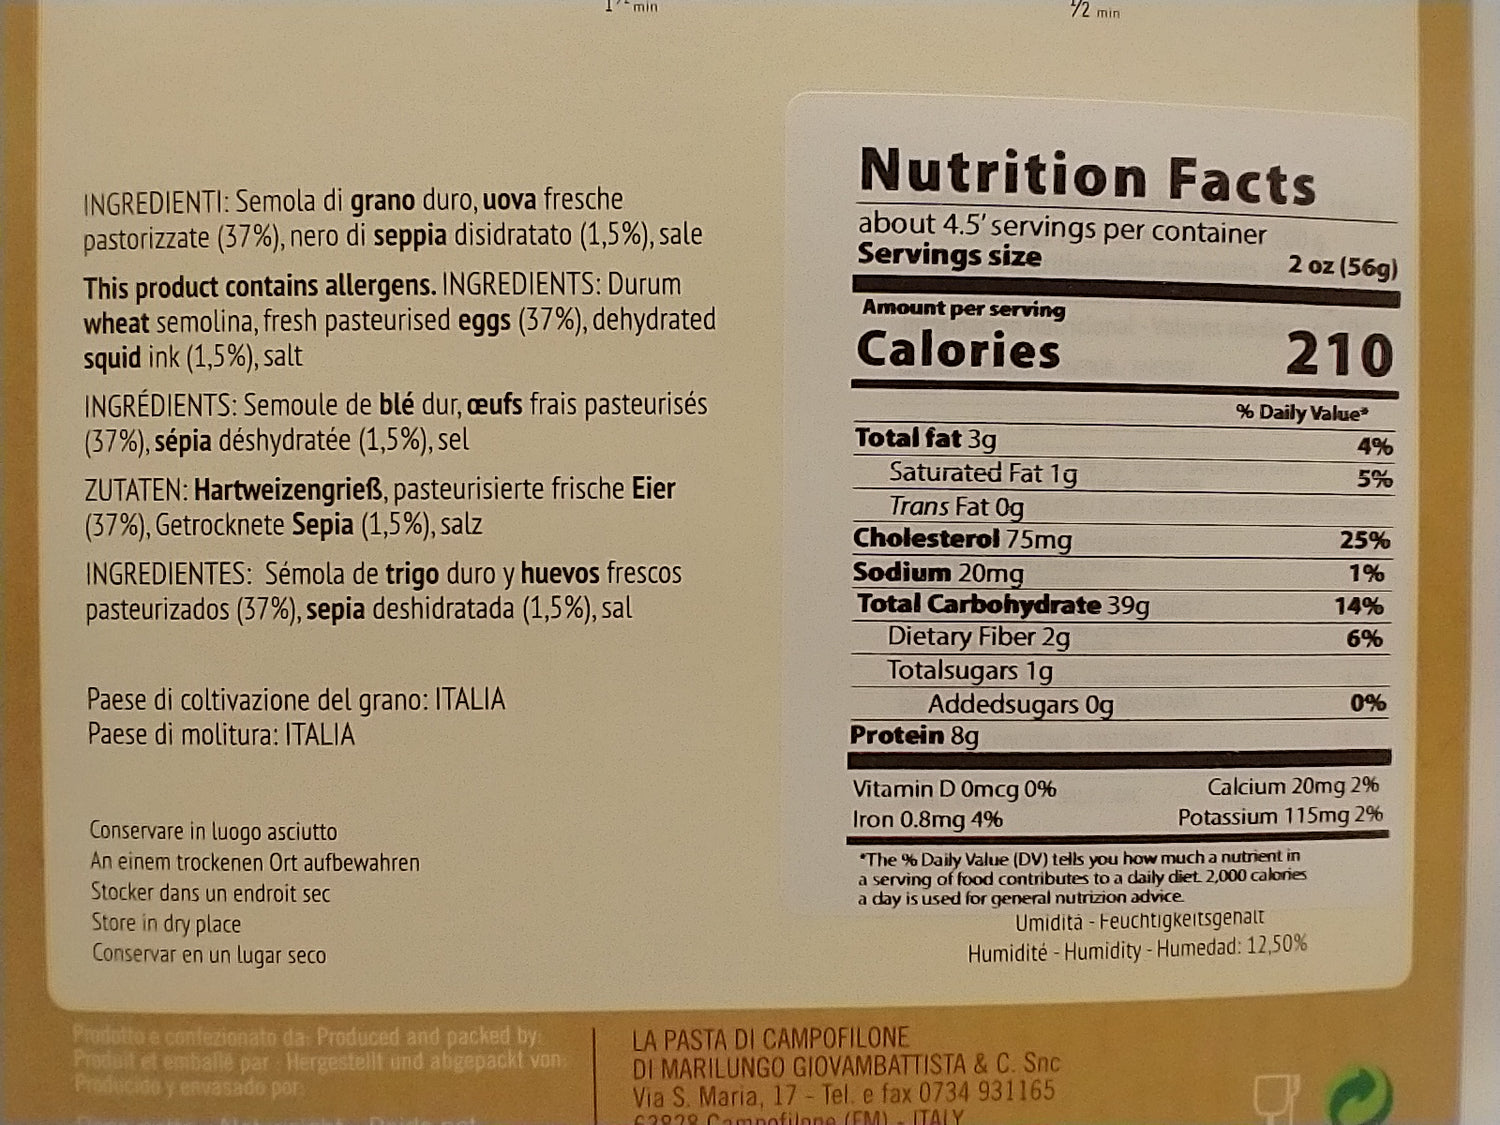 min
1/2 min
INGREDIENTI: Semola di grano duro, uova fresche
pastorizzate (37%), nero di seppia disidratato (1,5%), sale
This product contains allergens. INGREDIENTS: Durum
wheat semolina, fresh pasteurised eggs (37%), dehydrated
squid ink (1,5%), salt
INGRÉDIENTS: Semoule de blé dur, œufs frais pasteurisés
(37%), sépia déshydratée (1,5%), sel
ZUTATEN: Hartweizengrieß, pasteurisierte frische Eier
(37%), Getrocknete Sepia (1,5%), salz
INGREDIENTES: Sémola de trigo duro y huevos frescos
pasteurizados (37%), sepia deshidratada (1,5%), sal
Paese di coltivazione del grano: ITALIA
Paese di molitura: ITALIA
Conservare in luogo asciutto
An einem trockenen Ort aufbewahren
Stocker dans un endroit sec
Store in dry place
Conservar en un lugar seco
Nutrition Facts
about 4.5' servings per container
Servings size 2 oz (56g)
Amount per serving
Calories 210
% Daily Value*
Total fat 3g 4%
Saturated Fat 1g 5%
Trans Fat 0g
Cholesterol 75mg 25%
Sodium 20mg 1%
Total Carbohydrate 39g 14%
Dietary Fiber 2g 6%
Totalsugars 1g
Addedsugars 0g 0%
Protein 8g
Vitamin D 0mcg 0% Calcium 20mg 2%
Iron 0.8mg 4% Potassium 115mg 2%
*The % Daily Value (DV) tells you how much a nutrient in
a serving of food contributes to a daily diet. 2,000 calories
a day is used for general nutrizion advice.
Umidità - Feuchtigkeitsgehalt
Humidité - Humidity - Humedad: 12,50%
Prodotto e confezionato da: Produced and packed by:
Produit et emballé par - Hergestellt und abgepackt von:
Producido y envasado por:
LA PASTA DI CAMPOFILONE
DI MARILUNGO GIOVAMBATTISTA & C. Snc
Via S. Maria, 17 - Tel. e fax 0734 931165
63828 Campofilone (FM) - ITALY